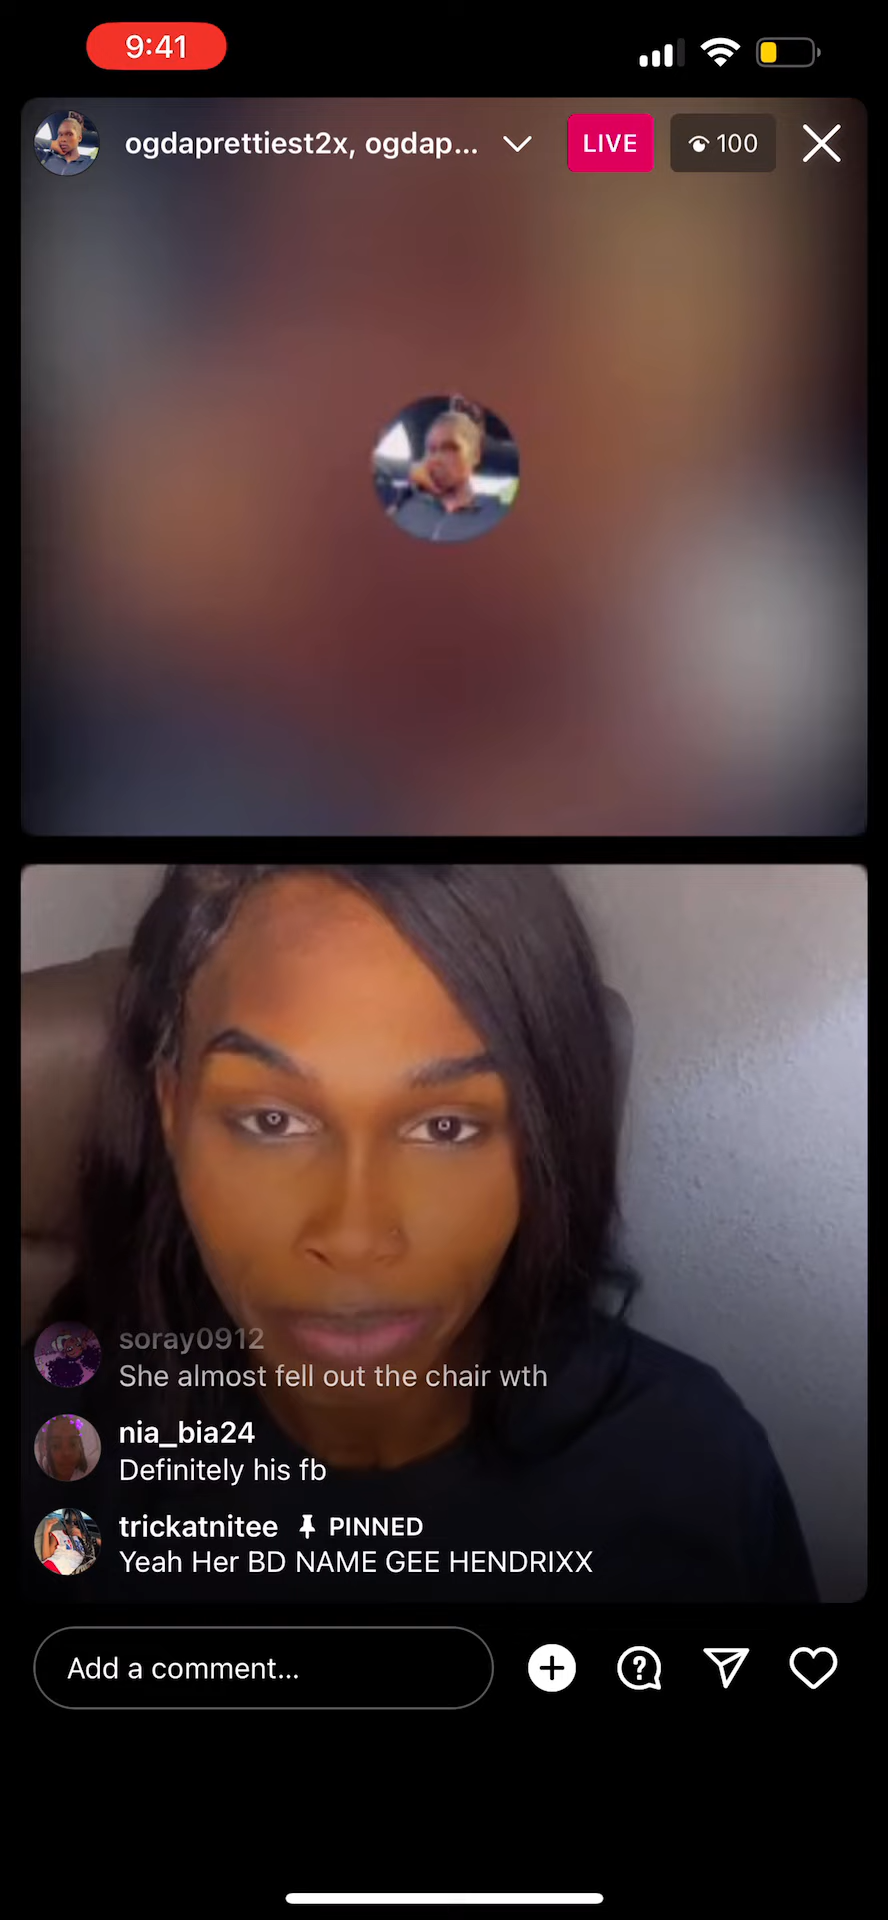 9:41
ogdaprettiest2x, ogdap...
LIVE
100
soray0912
She almost fell out the chair wth
nia_bia24
Definitely his fb
trickatnitee PINNED
Yeah Her BD NAME GEE HENDRIXX
Add a comment...